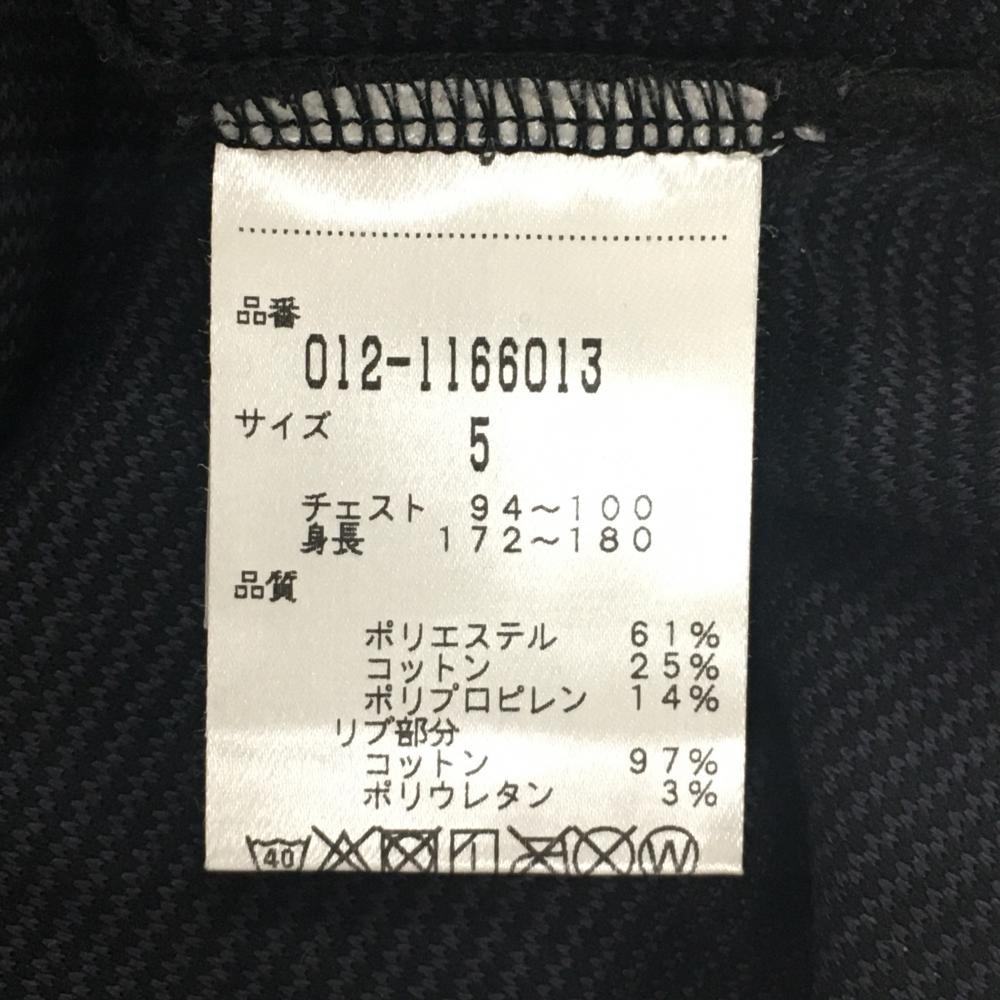 品番
012-1166013
サイズ 5
チェスト 94～100
身長 172～180
品質
ポリエステル 61%
コットン 25%
ポリプロピレン 14%
リブ部分
コットン 97%
ポリウレタン 3%
40 W